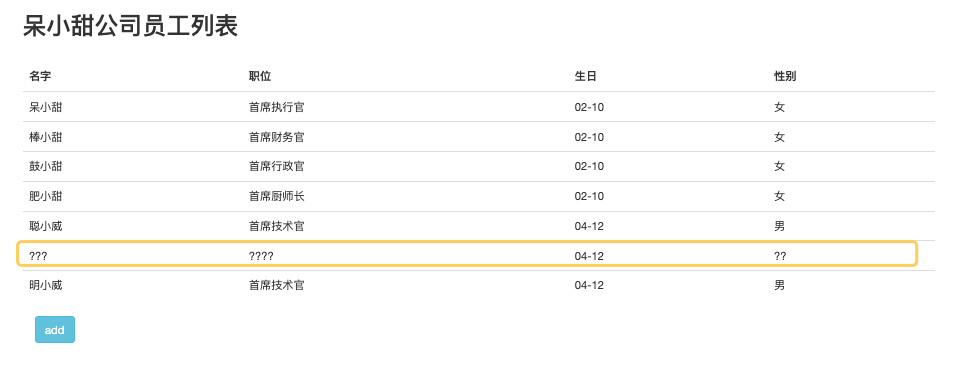 呆小甜公司员工列表
名字 职位 生日 性别
呆小甜 首席执行官 02-10 女
棒小甜 首席财务官 02-10 女
鼓小甜 首席行政官 02-10 女
肥小甜 首席厨师长 02-10 女
聪小威 首席技术官 04-12 男
??? ???? 04-12 ??
明小威 首席技术官 04-12 男
add